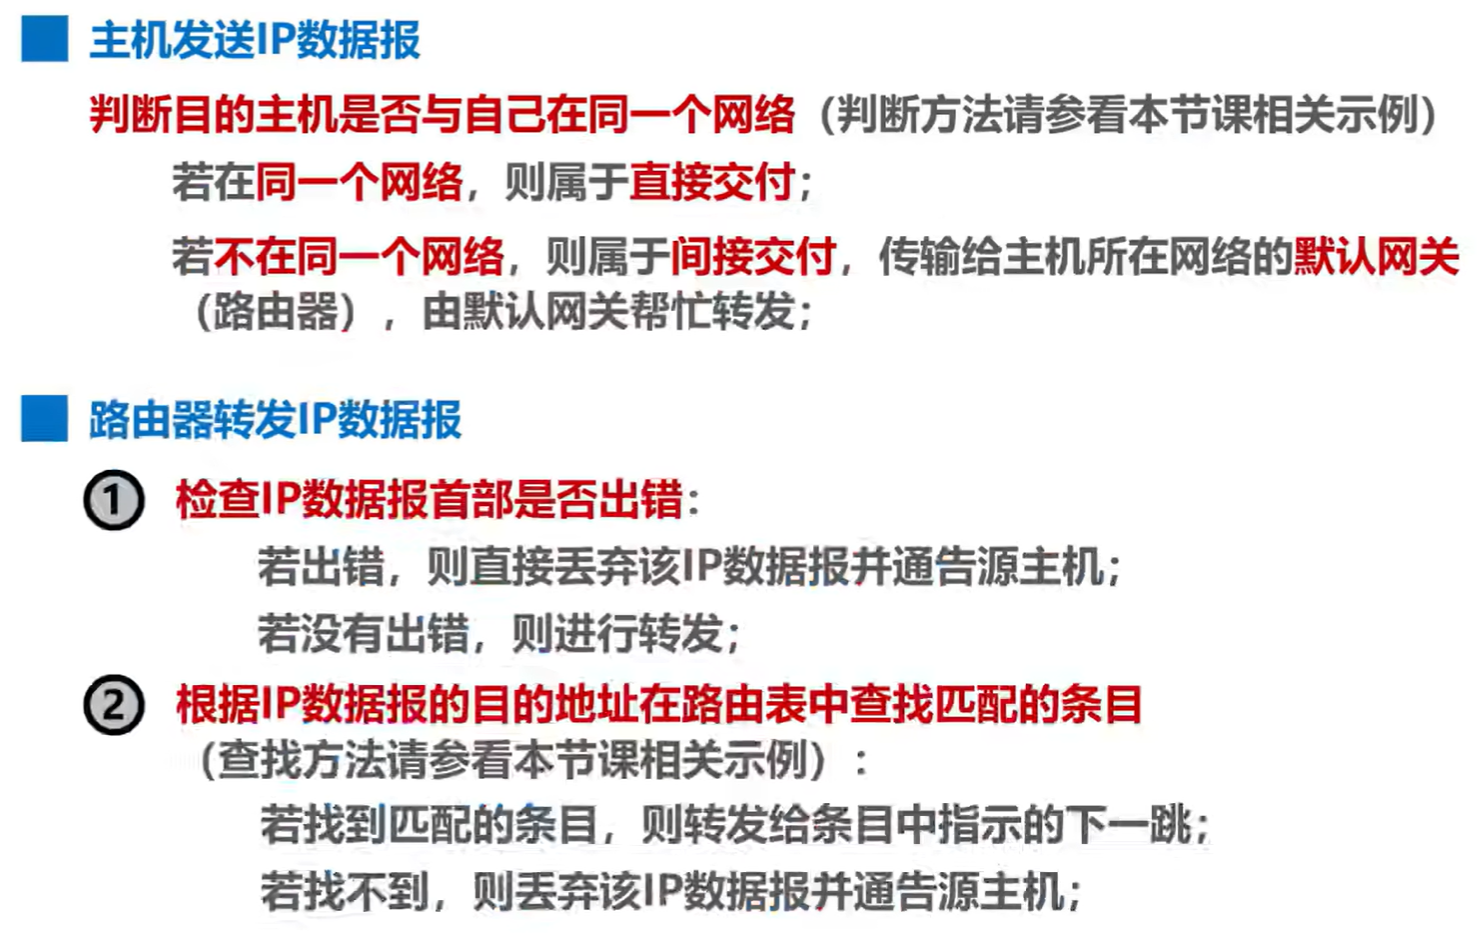 主机发送IP数据报
判断目的主机是否与自己在同一个网络（判断方法请参看本节课相关示例）
若在同一个网络，则属于直接交付；
若不在同一个网络，则属于间接交付，传输给主机所在网络的默认网关
（路由器），由默认网关帮忙转发；
路由器转发IP数据报
① 检查IP数据报首部是否出错：
若出错，则直接丢弃该IP数据报并通告源主机；
若没有出错，则进行转发；
② 根据IP数据报的目的地址在路由表中查找匹配的条目
（查找方法请参看本节课相关示例）：
若找到匹配的条目，则转发给条目中指示的下一跳；
若找不到，则丢弃该IP数据报并通告源主机；